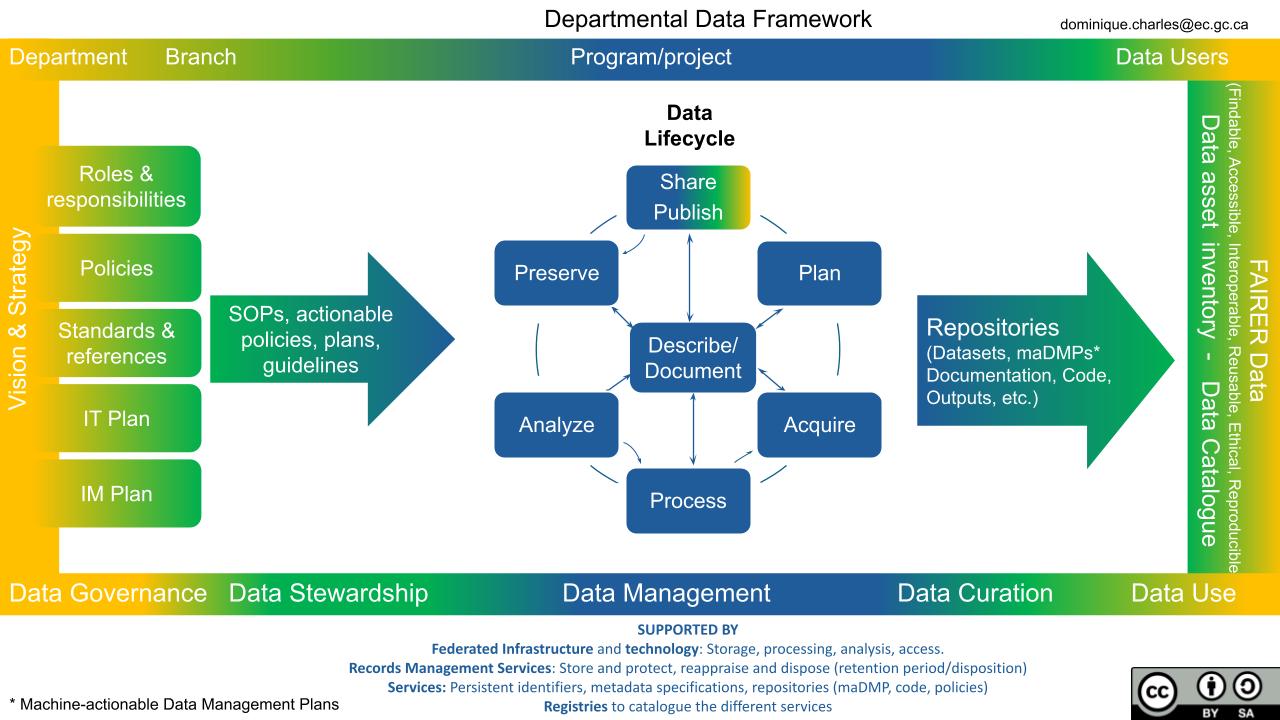 Departmental Data Framework
dominique.charles@ec.gc.ca
Department
Branch
Program/project
Data Users
Vision & Strategy
Roles &
responsibilities
Policies
Standards &
references
IT Plan
IM Plan
SOPs, actionable
policies, plans,
guidelines
Data
Lifecycle
Share
Publish
Preserve
Plan
Describe/
Document
Analyze
Acquire
Process
Repositories
(Datasets, maDMPs*
Documentation, Code,
Outputs, etc.)
FAIRER Data
(Findable, Accessible, Interoperable, Reusable, Ethical, Reproducible
Data asset inventory - Data Catalogue
Data Governance
Data Stewardship
Data Management
Data Curation
Data Use
SUPPORTED BY
Federated Infrastructure and technology: Storage, processing, analysis, access.
Records Management Services: Store and protect, reappraise and dispose (retention period/disposition)
Services: Persistent identifiers, metadata specifications, repositories (maDMP, code, policies)
Registries to catalogue the different services
* Machine-actionable Data Management Plans
cc
BY SA